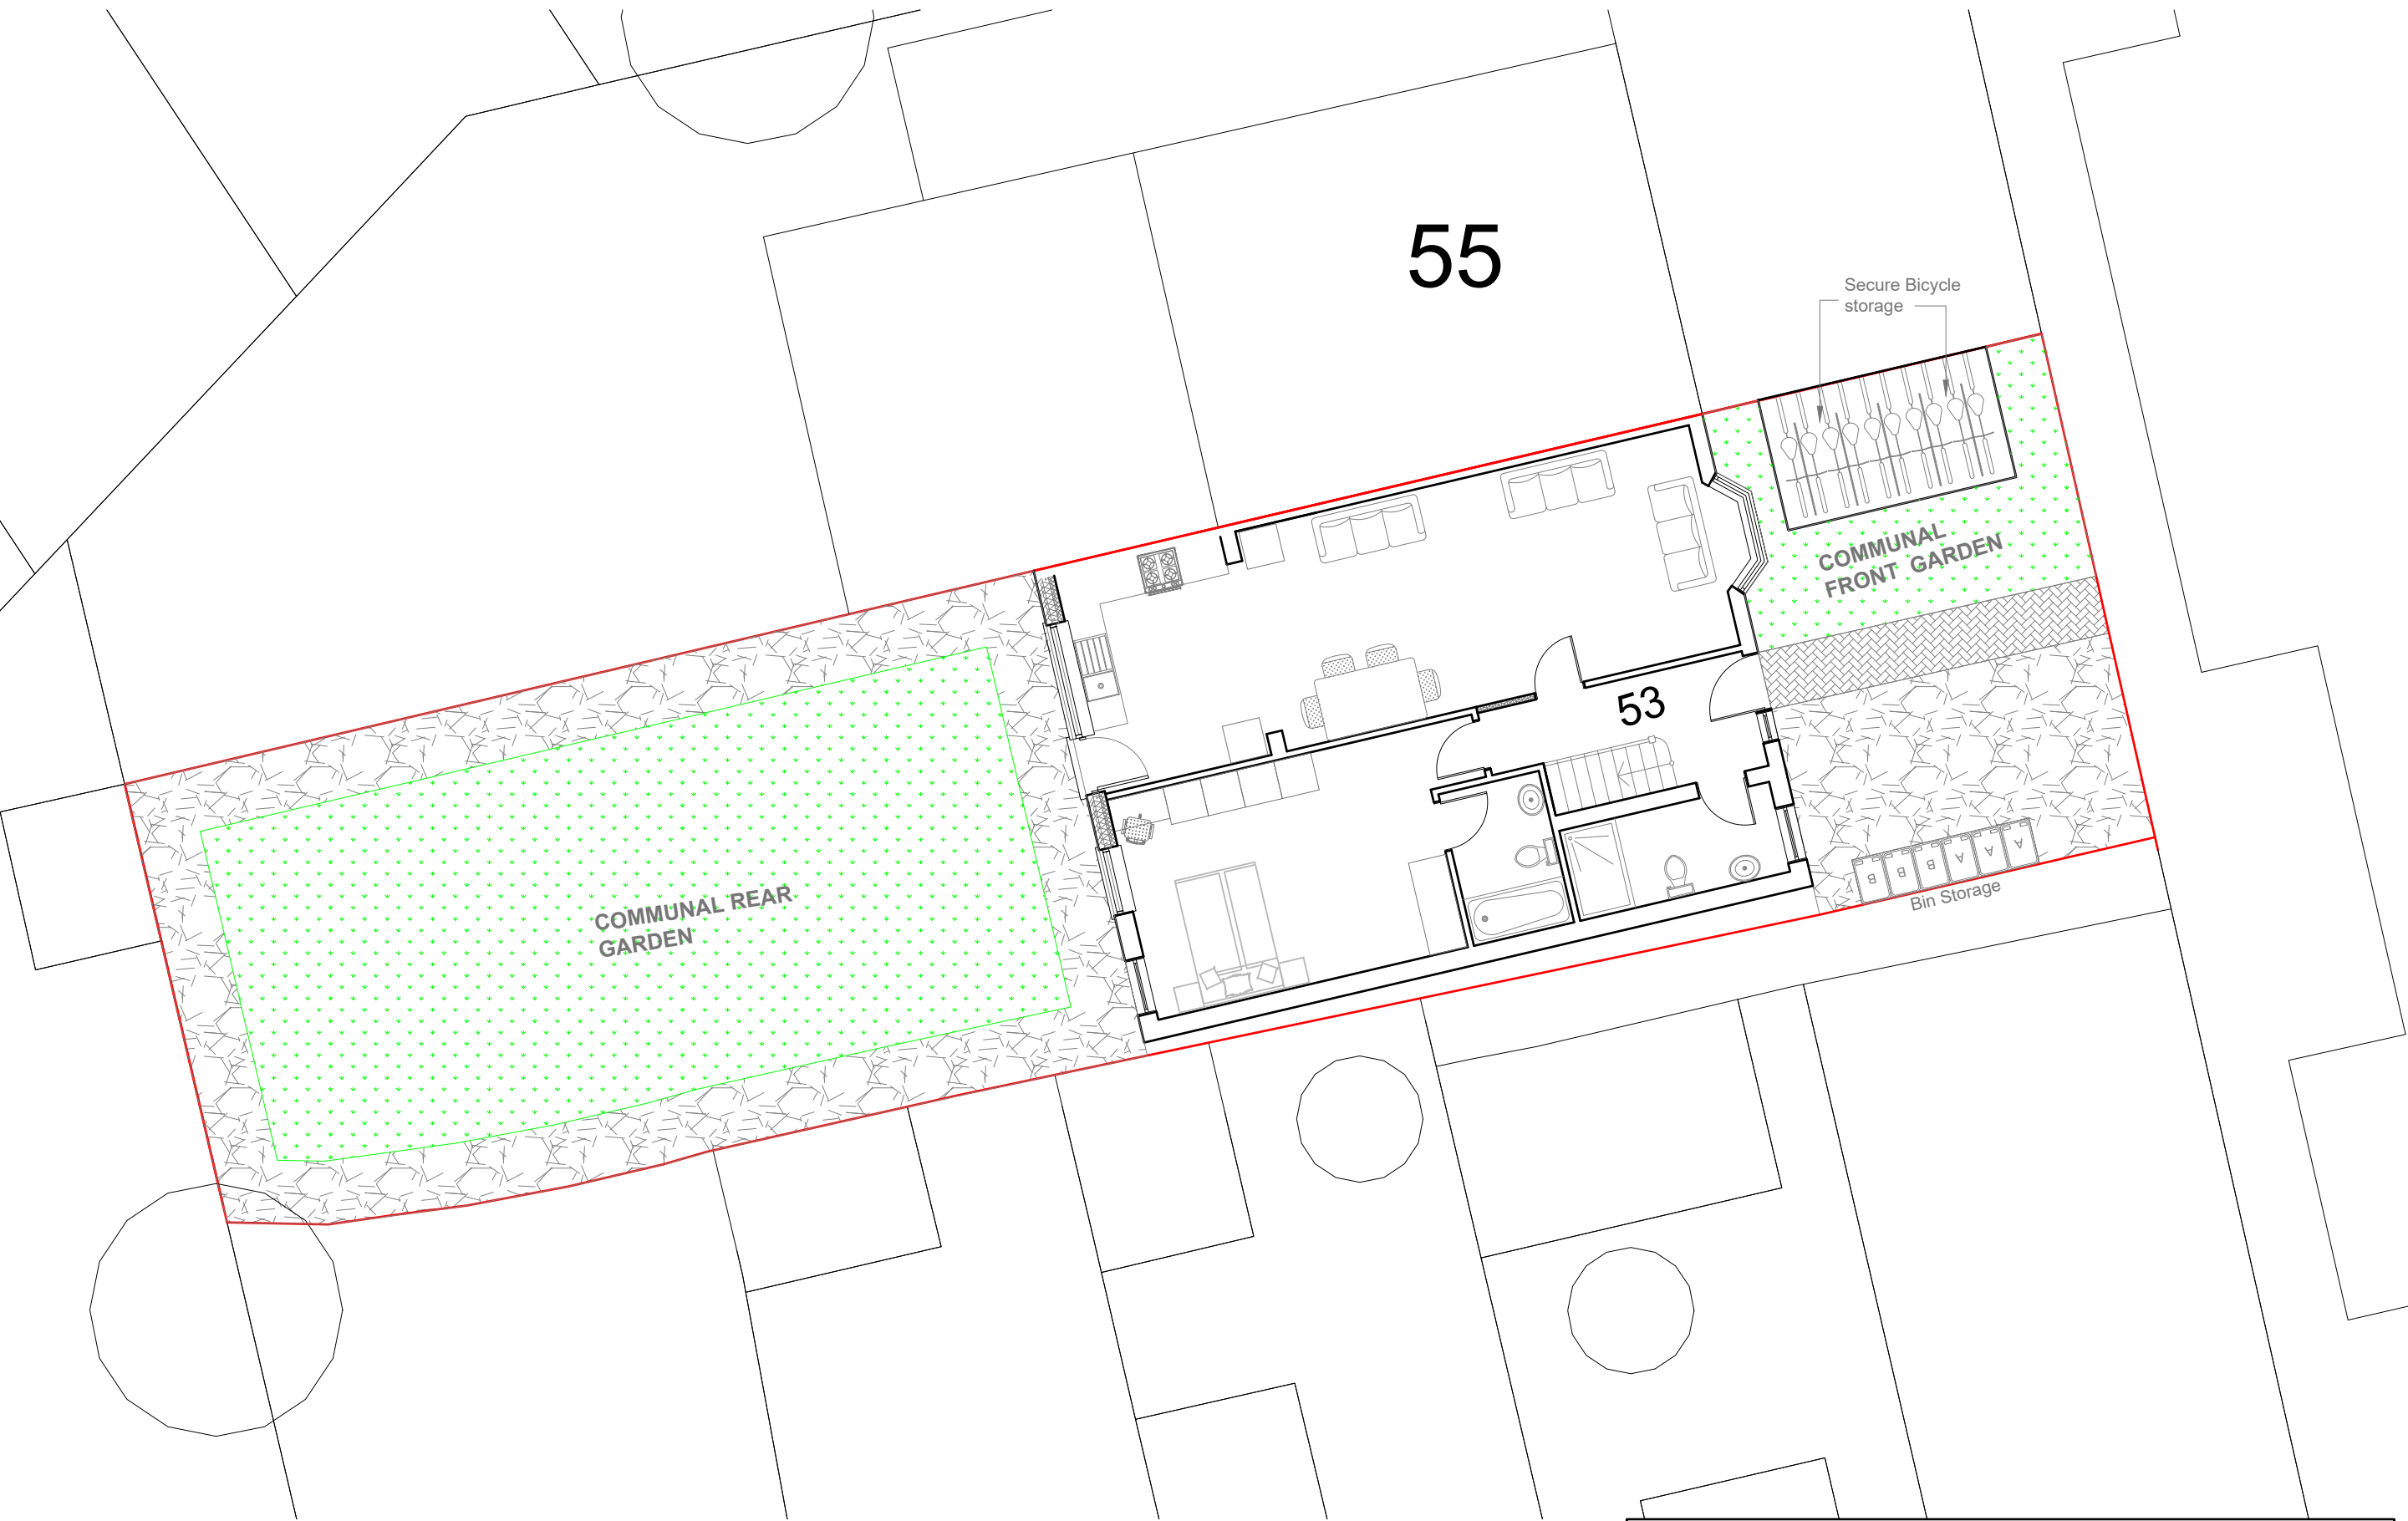 55
Secure Bicycle
storage
COMMUNAL
FRONT GARDEN
53
COMMUNAL REAR
GARDEN
B
B
B
A
A
A
Bin Storage